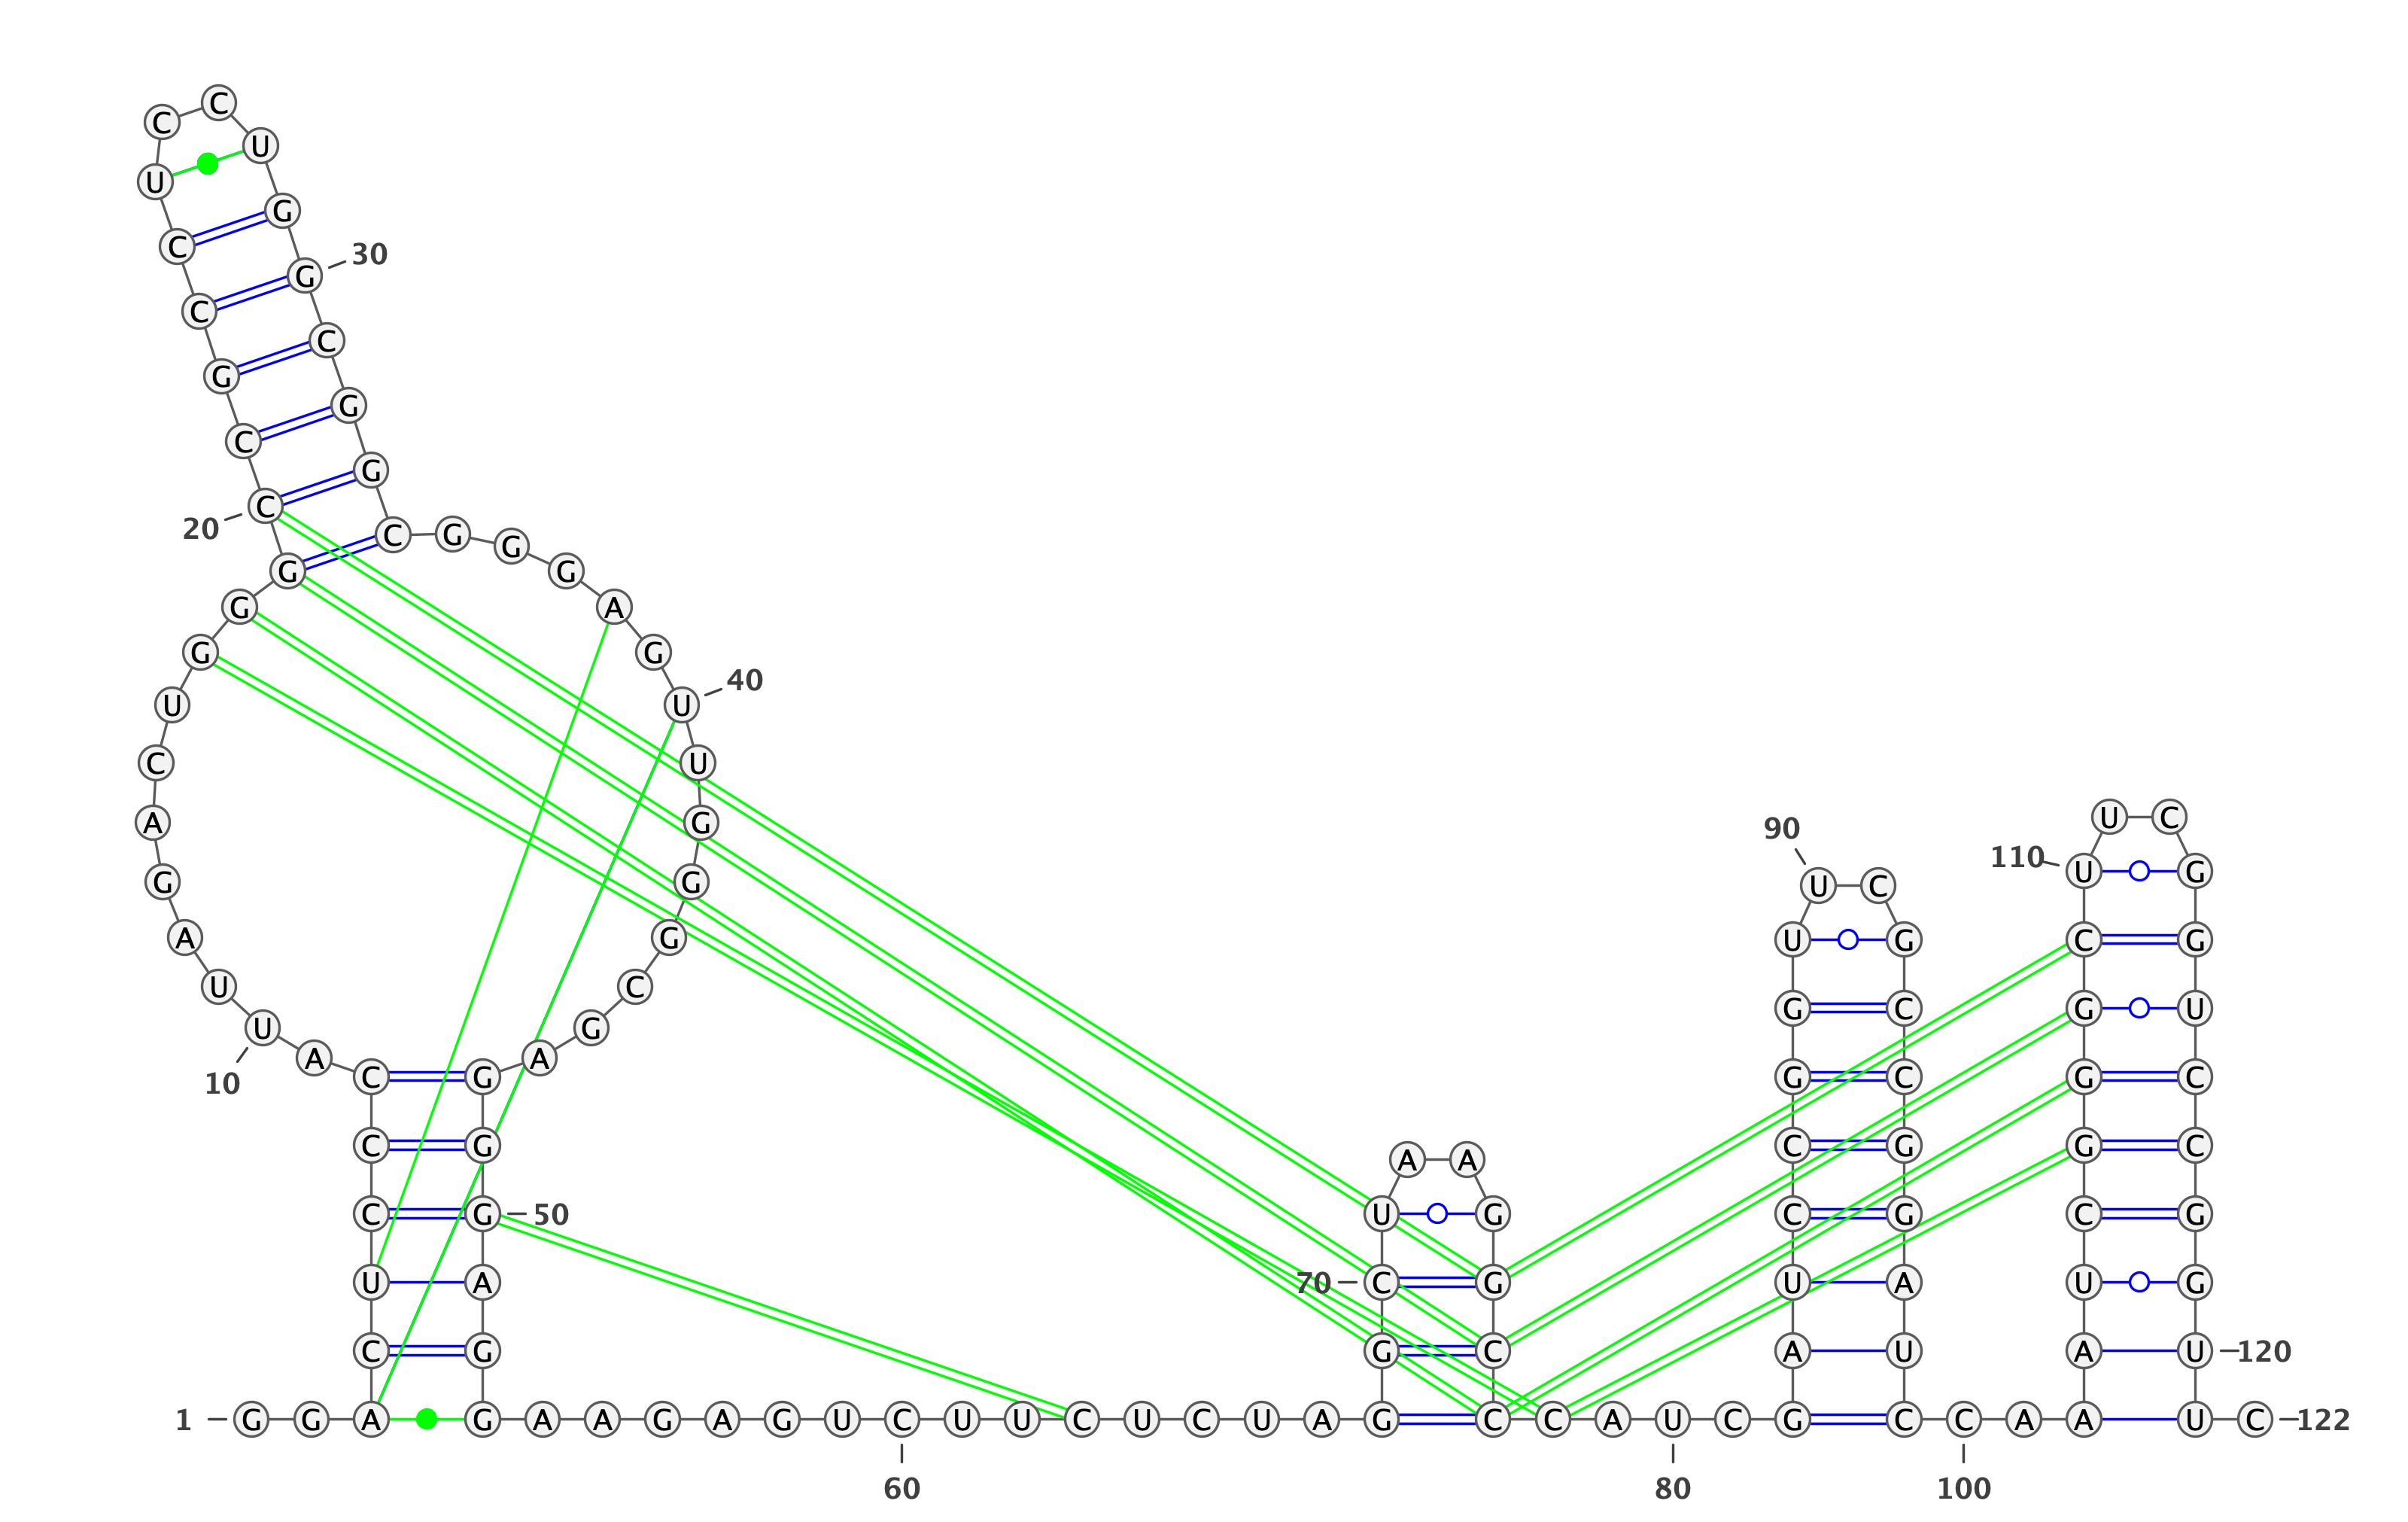 C
C
U
U
G
C 30
G
C
C
G
G
C
G
C
20 C G G
G G
G A
G G
40
U U
C U
U C
A G 90
110 U G
G G U C
A G U G
U C G U G C
U G
A A C G G G C G C
10
C G C G G C
A A
C G 50 U G C G C G
U A 70 C G U A U G
C G G C A U A U 120
1 G G A G A A G A G U C U U C U C U A G C C A U C G C C A A U C 122
60 80 100